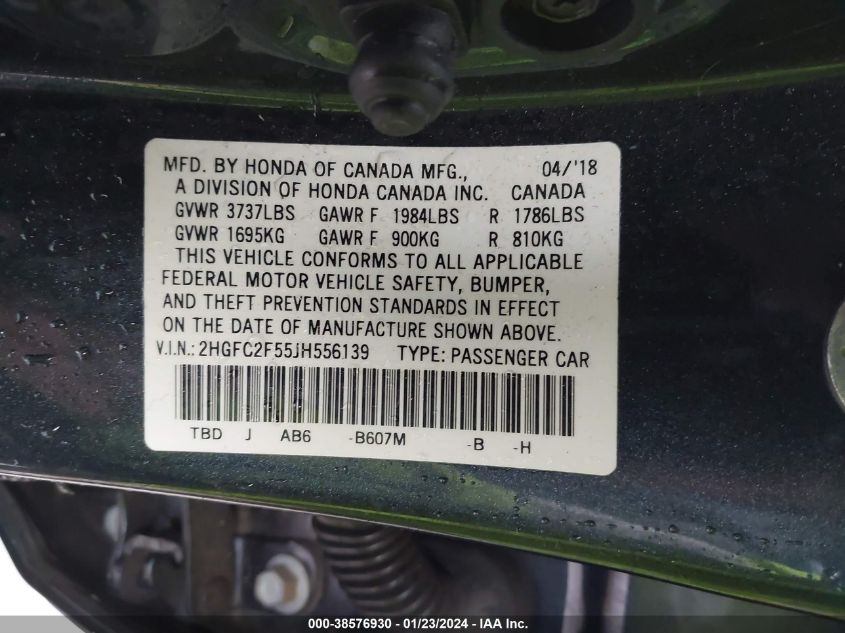 MFD. BY HONDA OF CANADA MFG., 04/'18
A DIVISION OF HONDA CANADA INC. CANADA
GVWR 3737LBS GAWR F 1984LBS R 1786LBS
GVWR 1695KG GAWR F 900KG R 810KG
THIS VEHICLE CONFORMS TO ALL APPLICABLE
FEDERAL MOTOR VEHICLE SAFETY, BUMPER,
AND THEFT PREVENTION STANDARDS IN EFFECT
ON THE DATE OF MANUFACTURE SHOWN ABOVE.
V.I.N.: 2HGFC2F55JH556139 TYPE: PASSENGER CAR
TBD J AB6 -B607M -B -H
000-38576930 - 01/23/2024 - IAA Inc.